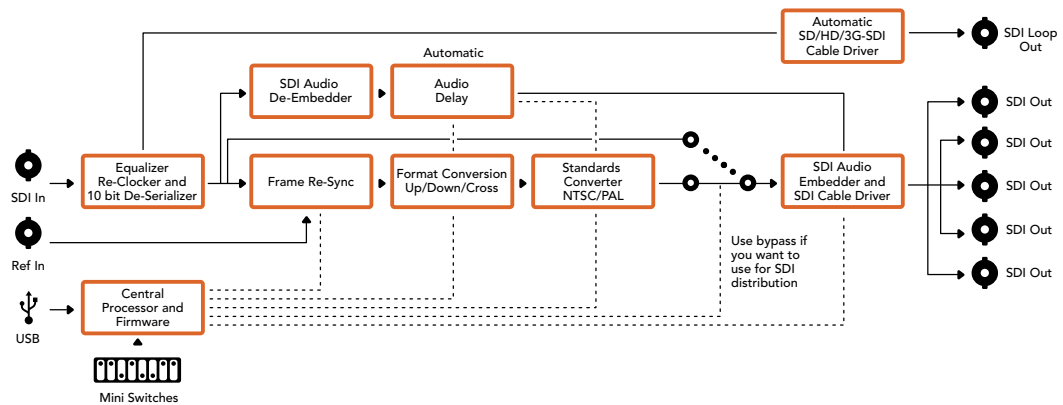 Automatic
SD/HD/3G-SDI
Cable Driver
SDI Loop
Out
Automatic
SDI Audio
De-Embedder
Audio
Delay
SDI Out
SDI Out
SDI In
Equalizer
Re-Clocker and
10 bit De-Serializer
Frame Re-Sync
Format Conversion
Up/Down/Cross
Standards
Converter
NTSC/PAL
SDI Audio
Embedder and
SDI Cable Driver
SDI Out
SDI Out
SDI Out
Ref In
Use bypass if
you want to
use for SDI
distribution
USB
Central
Processor and
Firmware
Mini Switches